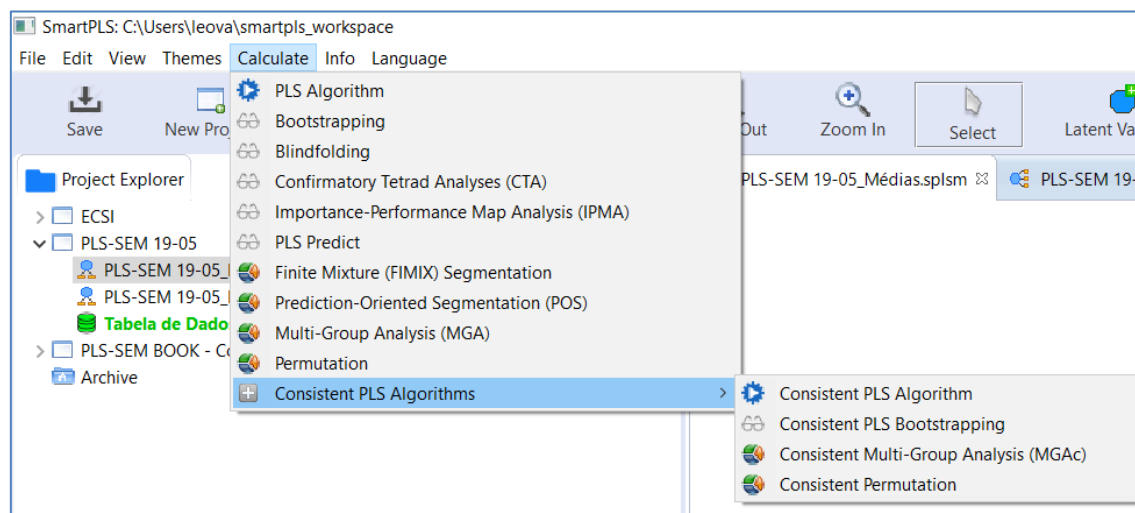 SmartPLS: C:\Users\leova\smartpls_workspace
File Edit View Themes Calculate Info Language
Save New Pro Out Zoom In Select Latent Va
PLS Algorithm
Bootstrapping
Blindfolding
Project Explorer PLS-SEM 19-05_Médias.splsm PLS-SEM 19-
Confirmatory Tetrad Analyses (CTA)
ECSI Importance-Performance Map Analysis (IPMA)
PLS-SEM 19-05 PLS Predict
PLS-SEM 19-05_ Finite Mixture (FIMIX) Segmentation
PLS-SEM 19-05_ Prediction-Oriented Segmentation (POS)
Tabela de Dado Multi-Group Analysis (MGA)
PLS-SEM BOOK - Co Permutation
Archive Consistent PLS Algorithms
Consistent PLS Algorithm
Consistent PLS Bootstrapping
Consistent Multi-Group Analysis (MGAc)
Consistent Permutation